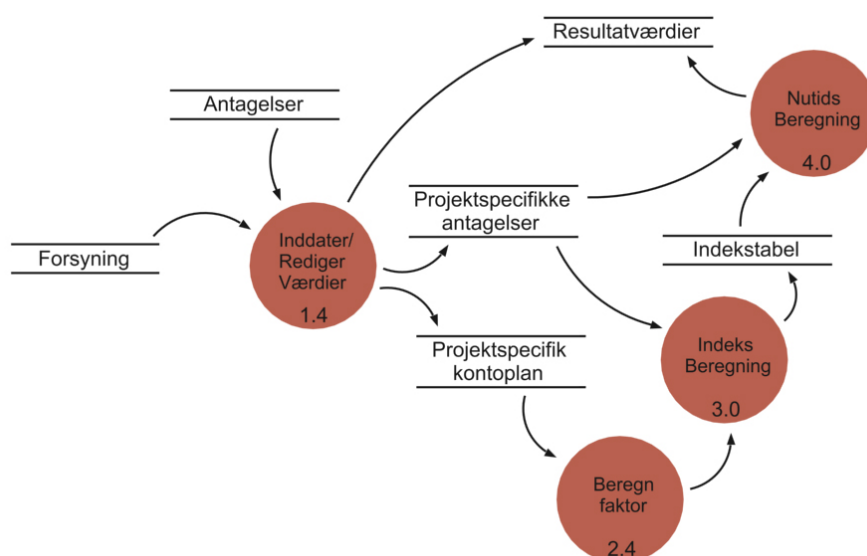 Resultatværdier
Nutids
Beregning
4.0
Antagelser
Projektspecifikke
antagelser
Inddater/
Rediger
Værdier
1.4
Forsyning
Indekstabel
Projektspecifik
kontoplan
Indeks
Beregning
3.0
Beregn
faktor
2.4